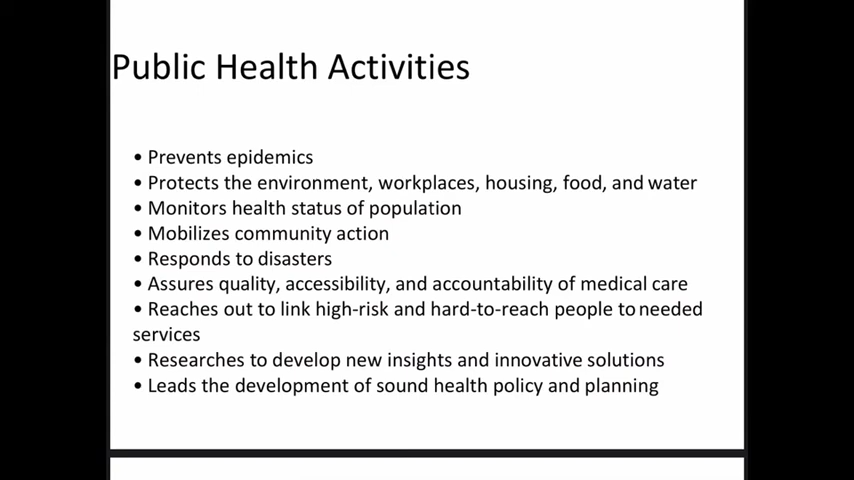 Public Health Activities
• Prevents epidemics
• Protects the environment, workplaces, housing, food, and water
• Monitors health status of population
• Mobilizes community action
• Responds to disasters
• Assures quality, accessibility, and accountability of medical care
• Reaches out to link high-risk and hard-to-reach people to needed
services
• Researches to develop new insights and innovative solutions
• Leads the development of sound health policy and planning